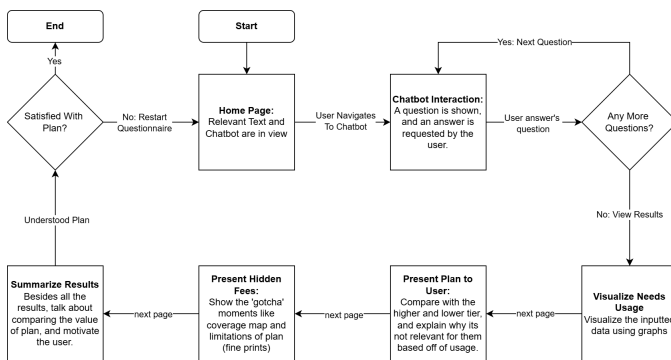 End
Start
Yes
Yes: Next Question
Satisfied With
Plan?
No: Restart
Questionnaire
Home Page:
Relevant Text and
Chatbot are in view
User Navigates
To Chatbot
Chatbot Interaction:
A question is shown,
and an answer is
requested by the
user.
User answer's
question
Any More
Questions?
Understood Plan
No: View Results
Summarize Results
Besides all the
results, talk about
comparing the value
of plan, and motivate
the user.
next page
Present Hidden
Fees:
Show the 'gotcha'
moments like
coverage map and
limitations of plan
(fine prints)
next page
Present Plan to
User:
Compare with the
higher and lower tier,
and explain why its
not relevant for them
based off of usage.
next page
Visualize Needs
Usage
Visualize the inputted
data using graphs